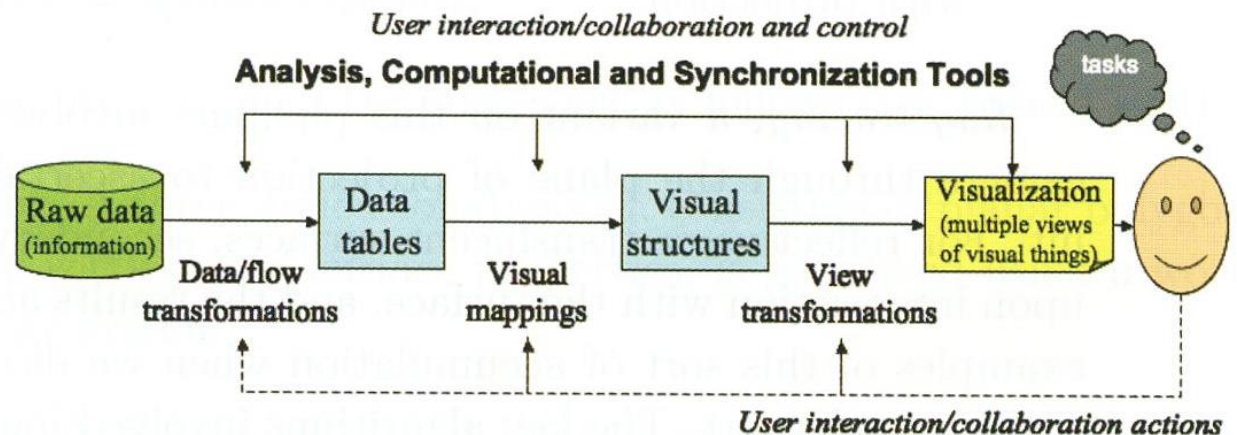 User interaction/collaboration and control
Analysis, Computational and Synchronization Tools
tasks
Raw data
(information)
Data
tables
Visual
structures
Visualization
(multiple views
of visual things)
Data/flow
transformations
Visual
mappings
View
transformations
User interaction/collaboration actions